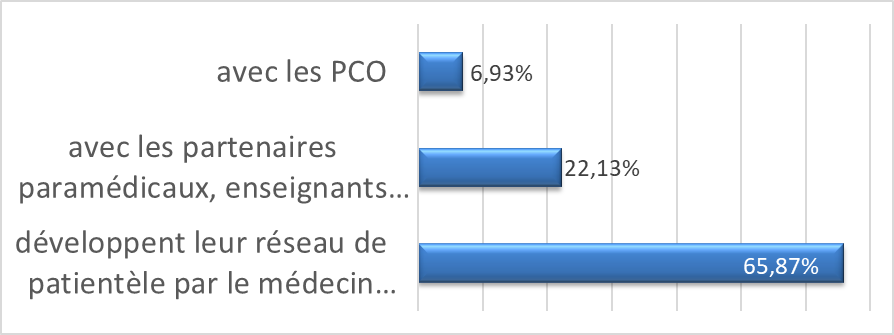 avec les PCO
6,93%
avec les partenaires
paramédicaux, enseignants...
22,13%
développent leur réseau de
patientèle par le médecin...
65,87%